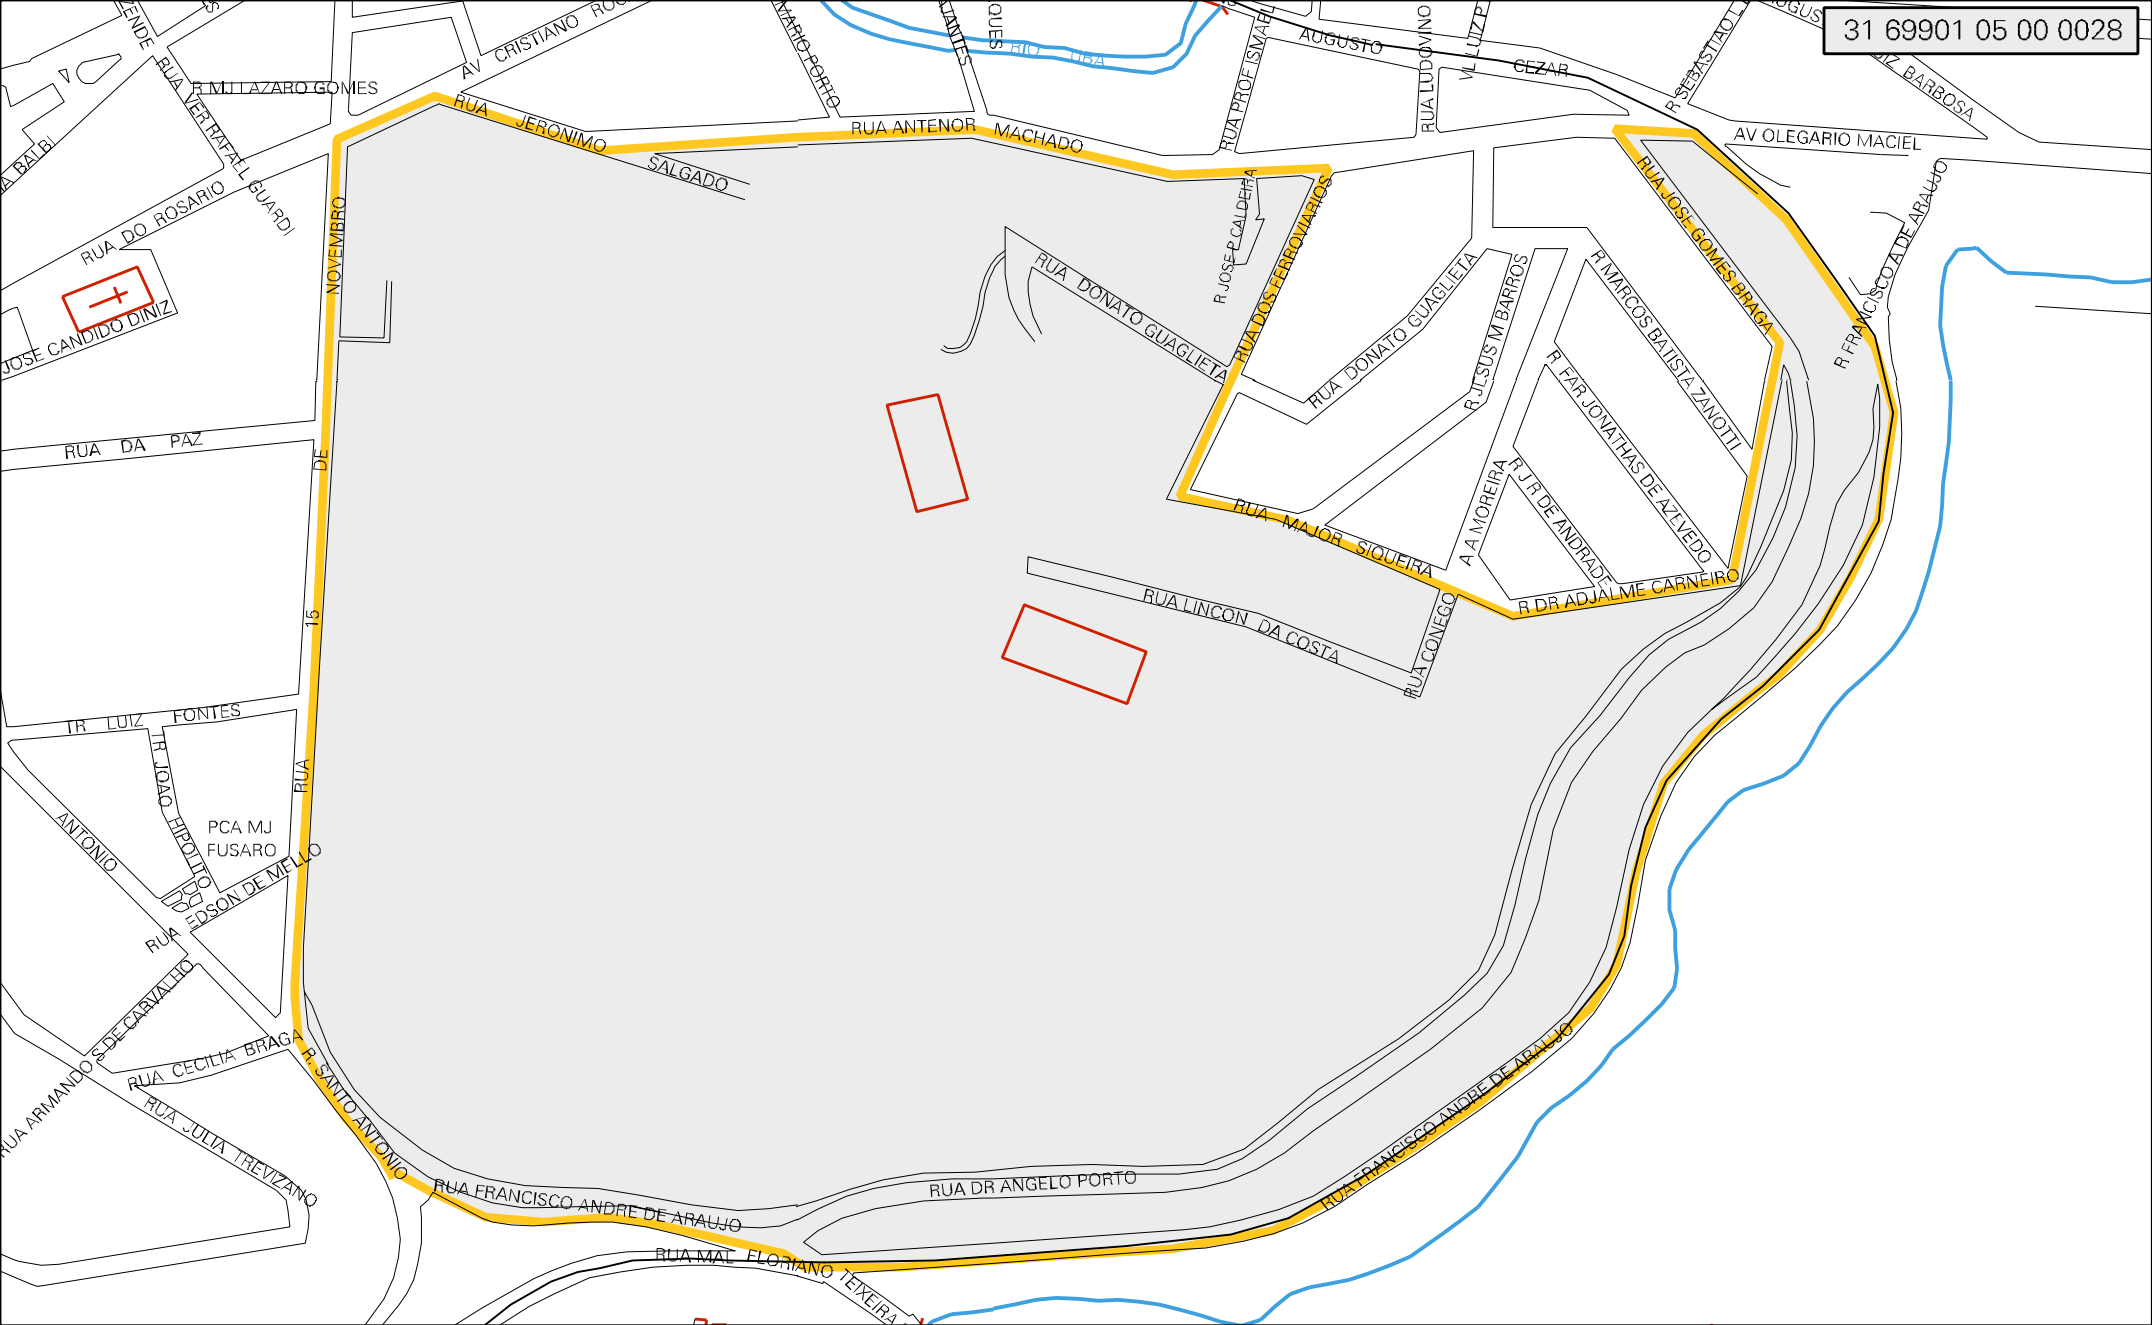 31 69901 05 00 0028
RUA VER RAFAEL GUARDI
R MJ LAZARO GOMES
AV CRISTIANO
MARIO PORTO
RIO UBA
RUA PROF ISMAEL
AUGUSTO CEZAR
RUA LUDOVINO
R SEBASTIAO
LUIZ BARBOSA
AV OLEGARIO MACIEL
RUA JERONIMO SALGADO
RUA ANTENOR MACHADO
BALBI
RUA DO ROSARIO
JOSE CANDIDO DINIZ
RUA 15 DE NOVEMBRO
R JOSE P CALDEIRA
RUA DOS FERROVIARIOS
RUA DONATO GUAGLIETA
RUA DONATO GUAGLIETA
R JESUS M BARROS
R MARCOS BATISTA ZANOTTI
RUA JOSE GOMES BRAGA
R FRANCISCO A DE ARAUJO
R FAR JONATHAS DE AZEVEDO
R J R DE ANDRADE
A A MOREIRA
RUA DA PAZ
RUA MAJOR SIQUEIRA
R DR ADJALME CARNEIRO
RUA LINCON DA COSTA
RUA CONEGO
TR LUIZ FONTES
TR JOAO HIPOLITO
PCA MJ
FUSARO
ANTONIO
RUA EDSON DE MELLO
RUA ARMANDO S DE CARVALHO
RUA CECILIA BRAGA
R. SANTO ANTONIO
RUA JULIA TREVIZANO
RUA FRANCISCO ANDRE DE ARAUJO
RUA DR ANGELO PORTO
RUA FRANCISCO ANDRE DE ARAUJO
RUA MAL FLORIANO
TEIXEIRA